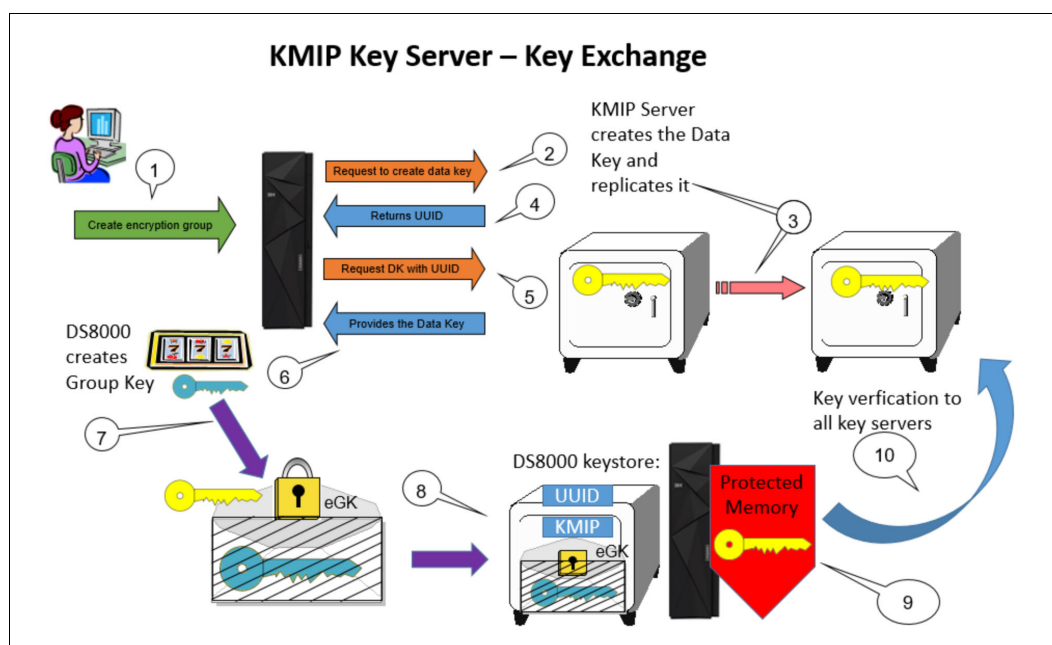 KMIP Key Server – Key Exchange
KMIP Server
creates the Data
Key and
replicates it
1
2
Request to create data key
4
Returns UUID
3
Create encryption group
Request DK with UUID
5
Provides the Data Key
DS8000
creates
Group Key
7 7 7
6
7
Key verfication to
all key servers
10
DS8000 keystore:
8
UUID
KMIP
eGK
eGK
Protected
Memory
9